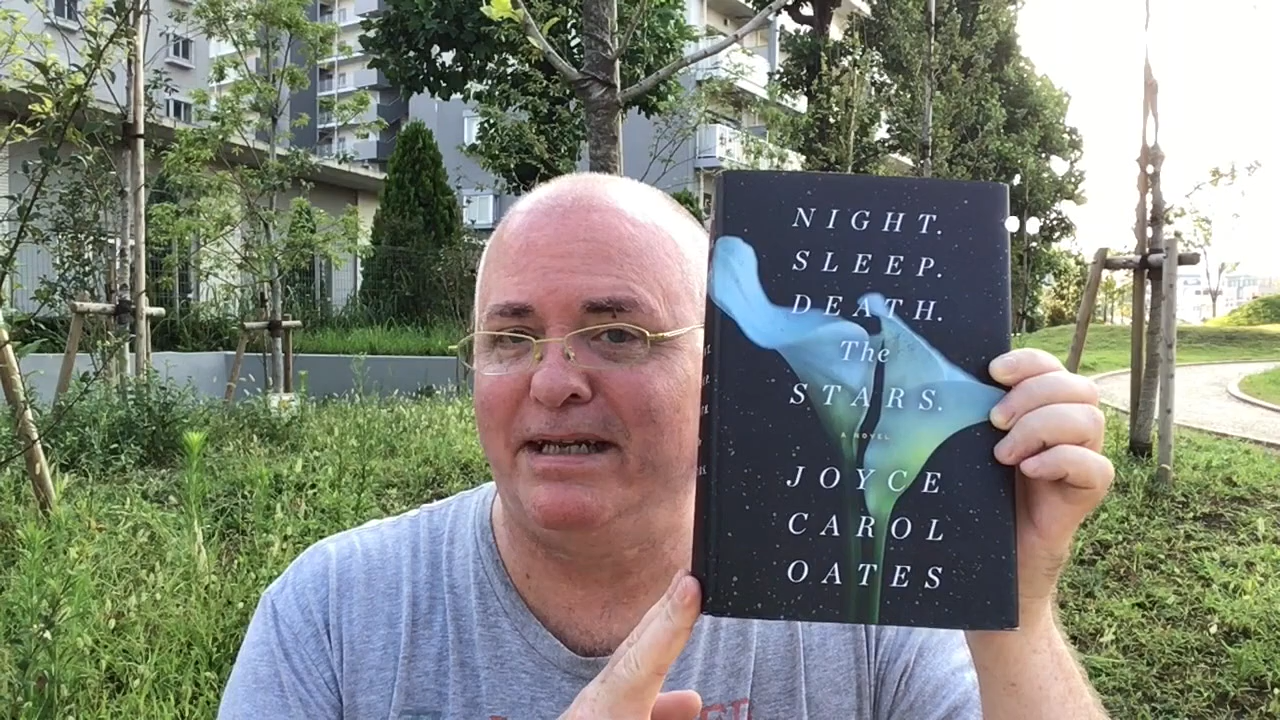 NIGHT.
SLEEP.
DEATH.
The
STARS.
A NOVEL
JOYCE
CAROL
OATES